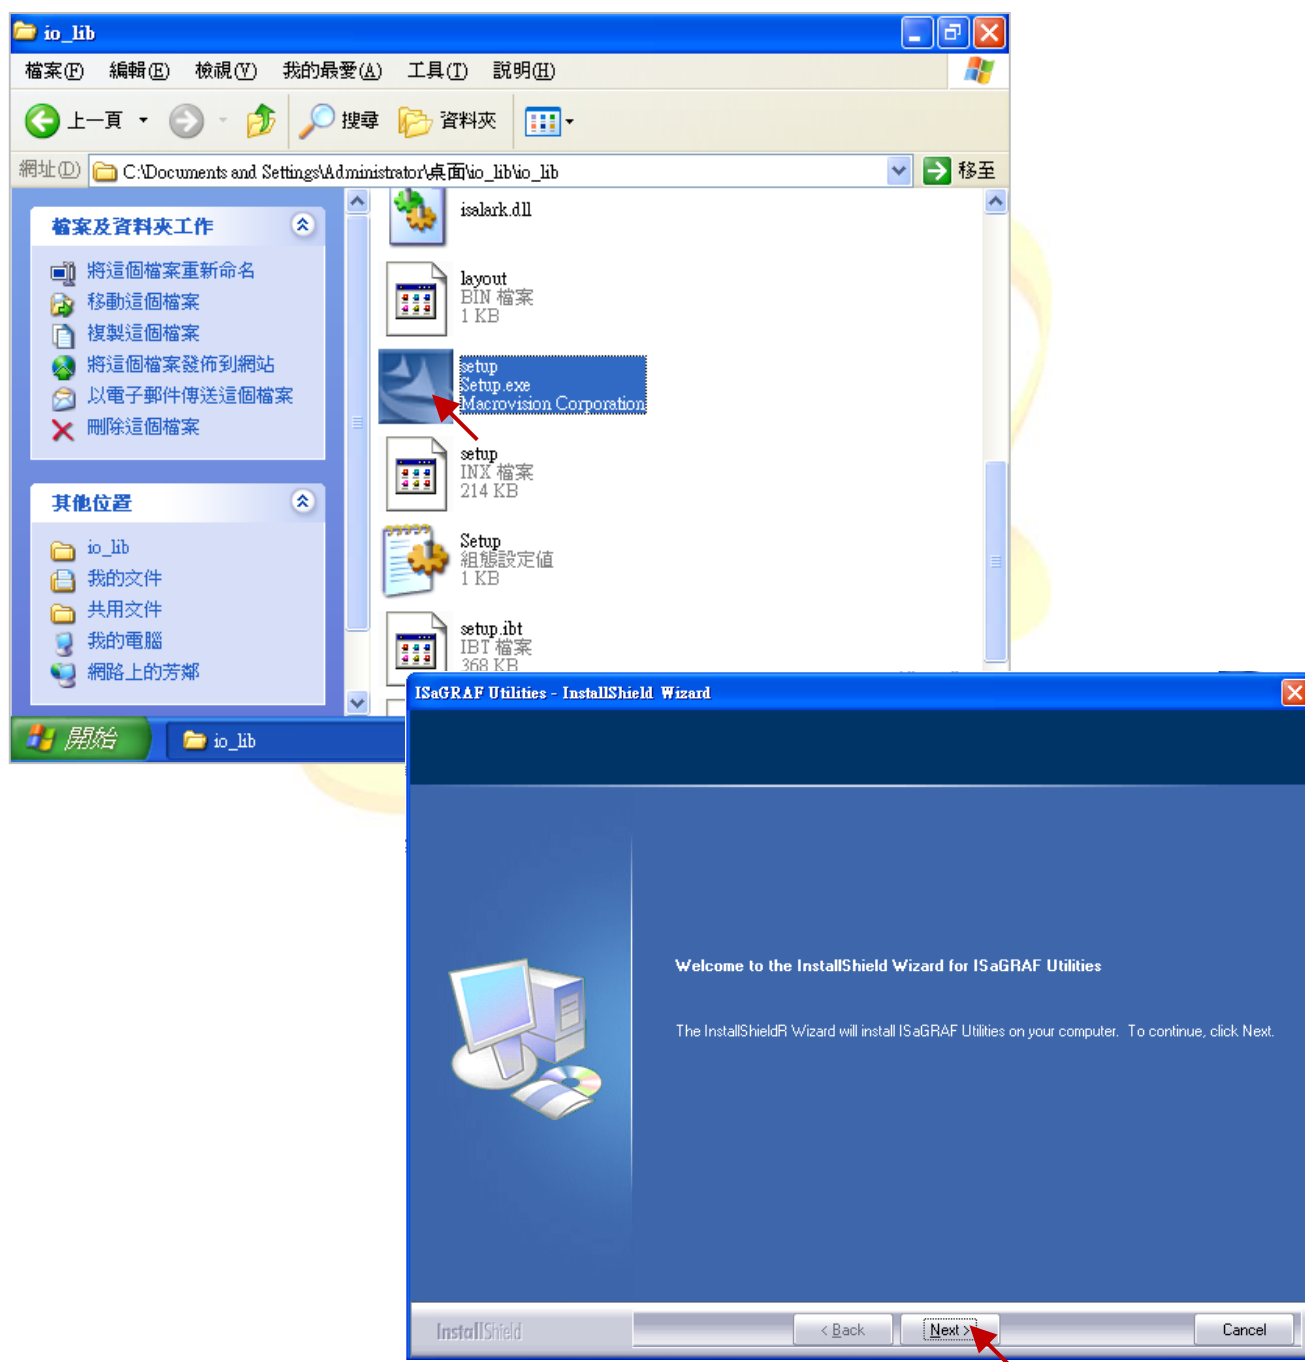 io_lib
檔案(F) 編輯(E) 檢視(V) 我的最愛(A) 工具(T) 說明(H)
上一頁 搜尋 資料夾
網址(D) C:\Documents and Settings\Administrator\桌面\io_lib\io_lib 移至
檔案及資料夾工作
將這個檔案重新命名
移動這個檔案
複製這個檔案
將這個檔案發佈到網站
以電子郵件傳送這個檔案
刪除這個檔案
其他位置
io_lib
我的文件
共用文件
我的電腦
網路上的芳鄰
isalark.dll
layout
BIN 檔案
1 KB
setup
Setup.exe
Macrovision Corporation
setup
INX 檔案
214 KB
Setup
組態設定值
1 KB
setup.ibt
IBT 檔案
368 KB
開始 io_lib
ISaGRAF Utilities - InstallShield Wizard
Welcome to the InstallShield Wizard for ISaGRAF Utilities
The InstallShieldR Wizard will install ISaGRAF Utilities on your computer. To continue, click Next.
InstallShield
< Back Next > Cancel